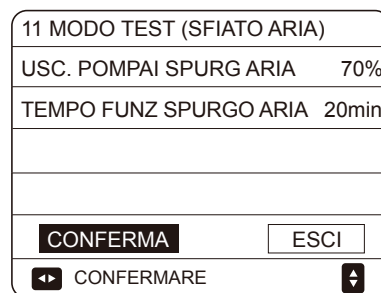 11 MODO TEST (SFIATO ARIA)
USC. POMPAI SPURG ARIA 70%
TEMPO FUNZ SPURGO ARIA 20min
CONFERMA ESCI
CONFERMARE